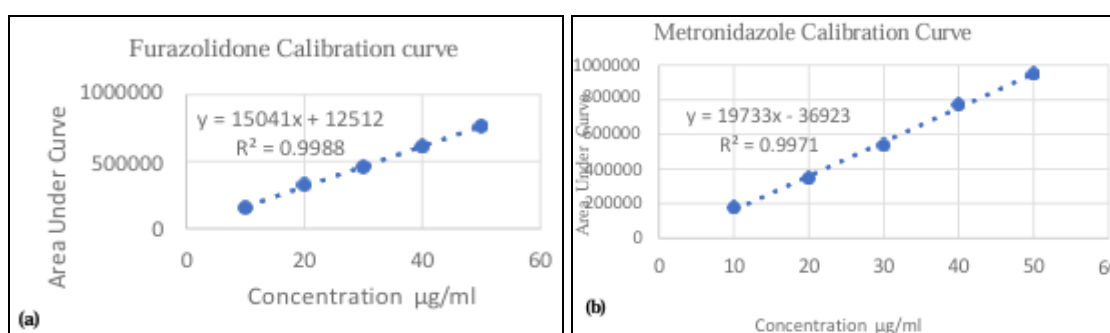 Furazolidone Calibration curve
Area Under Curve
1000000
500000
0
y = 15041x + 12512
R² = 0.9988
0 20 40 60
Concentration µg/ml
(a)
Metronidazole Calibration Curve
Area Under Curve
1000000
800000
600000
400000
200000
0
y = 19733x - 36923
R² = 0.9971
0 10 20 30 40 50 60
Concentration µg/ml
(b)